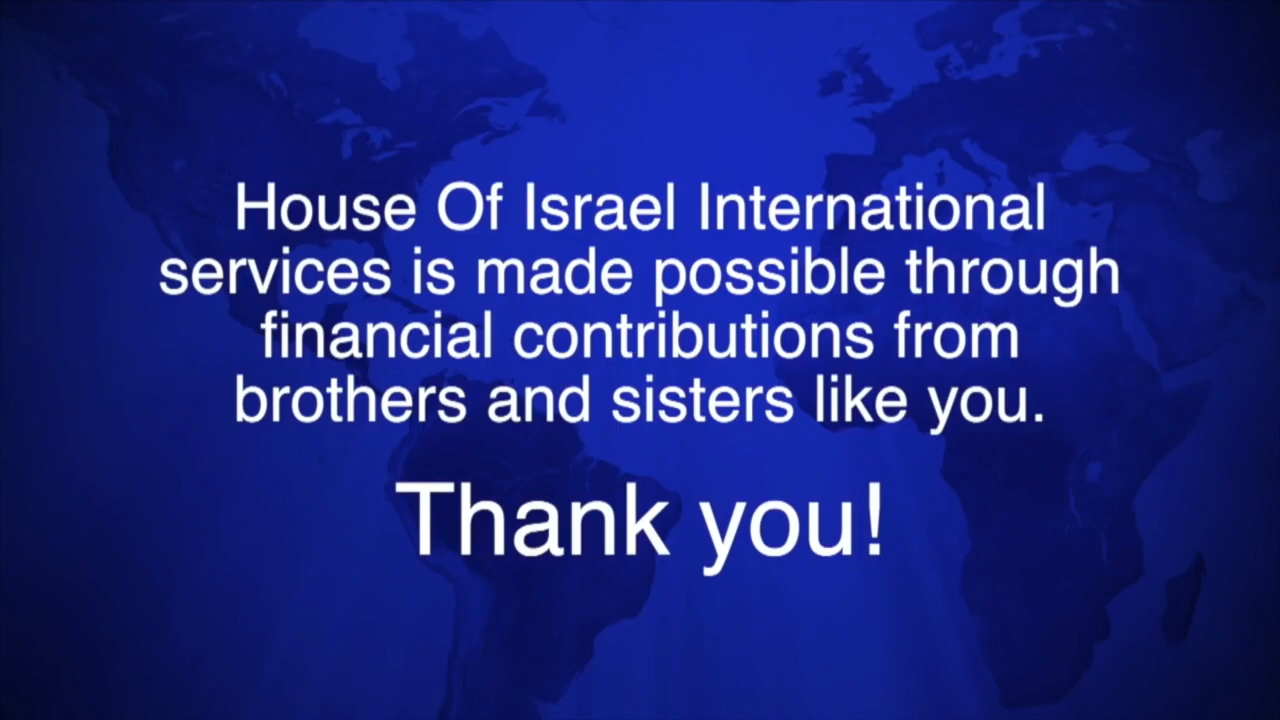 House Of Israel International
services is made possible through
financial contributions from
brothers and sisters like you.
Thank you!